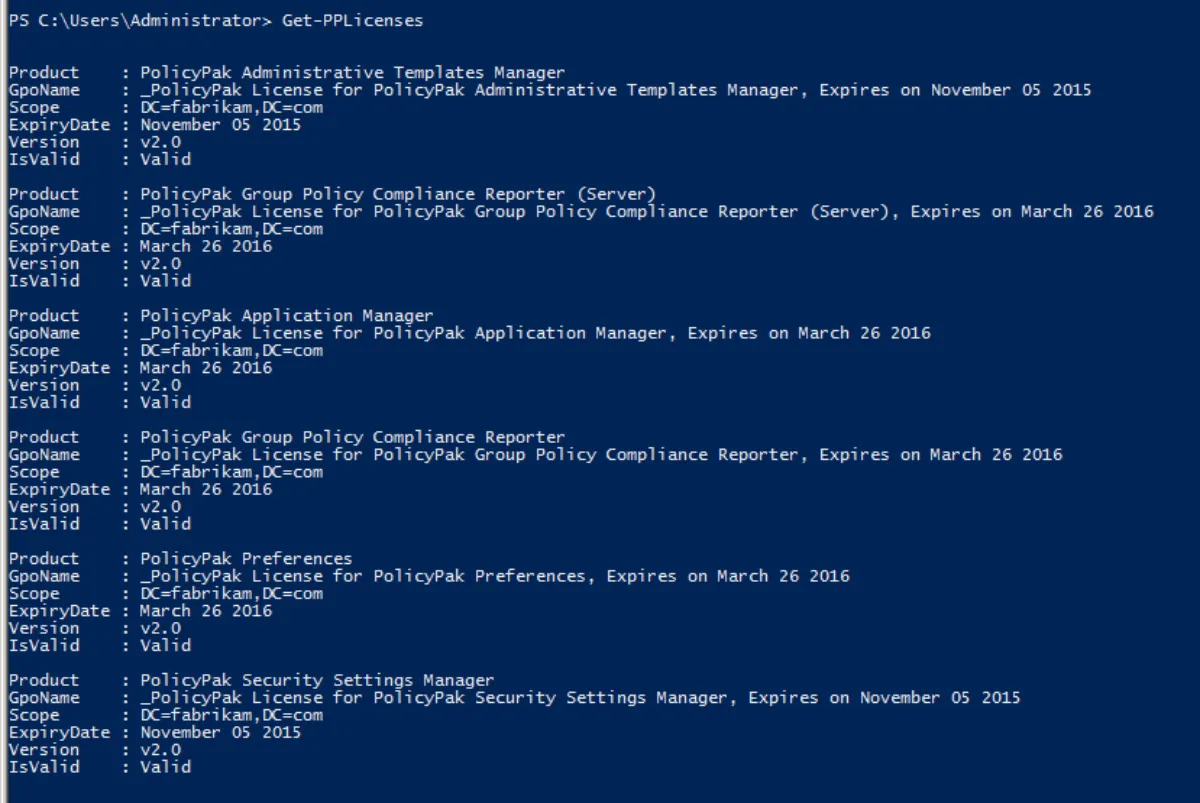 PS C:\Users\Administrator> Get-PPLicenses
Product    : PolicyPak Administrative Templates Manager
GpoName    : _PolicyPak License for PolicyPak Administrative Templates Manager, Expires on November 05 2015
Scope      : DC=fabrikam,DC=com
ExpiryDate : November 05 2015
Version    : v2.0
IsValid    : Valid
Product    : PolicyPak Group Policy Compliance Reporter (Server)
GpoName    : _PolicyPak License for PolicyPak Group Policy Compliance Reporter (Server), Expires on March 26 2016
Scope      : DC=fabrikam,DC=com
ExpiryDate : March 26 2016
Version    : v2.0
IsValid    : Valid
Product    : PolicyPak Application Manager
GpoName    : _PolicyPak License for PolicyPak Application Manager, Expires on March 26 2016
Scope      : DC=fabrikam,DC=com
ExpiryDate : March 26 2016
Version    : v2.0
IsValid    : Valid
Product    : PolicyPak Group Policy Compliance Reporter
GpoName    : _PolicyPak License for PolicyPak Group Policy Compliance Reporter, Expires on March 26 2016
Scope      : DC=fabrikam,DC=com
ExpiryDate : March 26 2016
Version    : v2.0
IsValid    : Valid
Product    : PolicyPak Preferences
GpoName    : _PolicyPak License for PolicyPak Preferences, Expires on March 26 2016
Scope      : DC=fabrikam,DC=com
ExpiryDate : March 26 2016
Version    : v2.0
IsValid    : Valid
Product    : PolicyPak Security Settings Manager
GpoName    : _PolicyPak License for PolicyPak Security Settings Manager, Expires on November 05 2015
Scope      : DC=fabrikam,DC=com
ExpiryDate : November 05 2015
Version    : v2.0
IsValid    : Valid